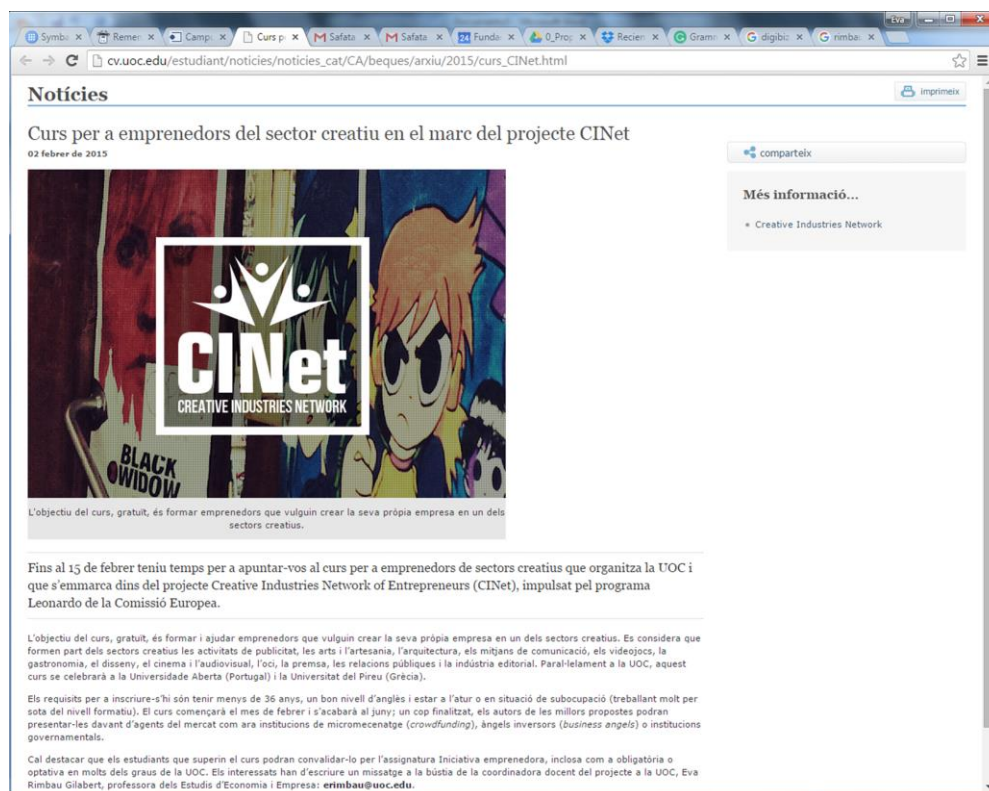 Eva
Symbo
Remen
Camp
Curs p
Safata
Safata
Funda
0_Prop
Recien
Gramm
digibiz
rimba
cv.uoc.edu/estudiant/noticies/noticies_cat/CA/beques/arxiu/2015/curs_CINet.html
Notícies
imprimeix
Curs per a emprenedors del sector creatiu en el marc del projecte CINet
02 febrer de 2015
comparteix
Més informació...
Creative Industries Network
CINet
CREATIVE INDUSTRIES NETWORK
BLACK
WIDOW
L'objectiu del curs, gratuït, és formar emprenedors que vulguin crear la seva pròpia empresa en un dels
sectors creatius.
Fins al 15 de febrer teniu temps per a apuntar-vos al curs per a emprenedors de sectors creatius que organitza la UOC i
que s'emmarca dins del projecte Creative Industries Network of Entrepreneurs (CINet), impulsat pel programa
Leonardo de la Comissió Europea.
L'objectiu del curs, gratuït, és formar i ajudar emprenedors que vulguin crear la seva pròpia empresa en un dels sectors creatius. Es considera que
formen part dels sectors creatius les activitats de publicitat, les arts i l'artesania, l'arquitectura, els mitjans de comunicació, els videojocs, la
gastronomia, el disseny, el cinema i l'audiovisual, l'oci, la premsa, les relacions públiques i la indústria editorial. Paral·lelament a la UOC, aquest
curs se celebrarà a la Universidade Aberta (Portugal) i la Universitat del Pireu (Grècia).
Els requisits per a inscriure-s'hi són tenir menys de 36 anys, un bon nivell d'anglès i estar a l'atur o en situació de subocupació (treballant molt per
sota del nivell formatiu). El curs començarà el mes de febrer i s'acabarà al juny; un cop finalitzat, els autors de les millors propostes podran
presentar-les davant d'agents del mercat com ara institucions de micromecenatge (crowdfunding), àngels inversors (business angels) o institucions
governamentals.
Cal destacar que els estudiants que superin el curs podran convalidar-lo per l'assignatura Iniciativa emprenedora, inclosa com a obligatòria o
optativa en molts dels graus de la UOC. Els interessats han d'escriure un missatge a la bústia de la coordinadora docent del projecte a la UOC, Eva
Rimbau Gilabert, professora dels Estudis d'Economia i Empresa: erimbau@uoc.edu.